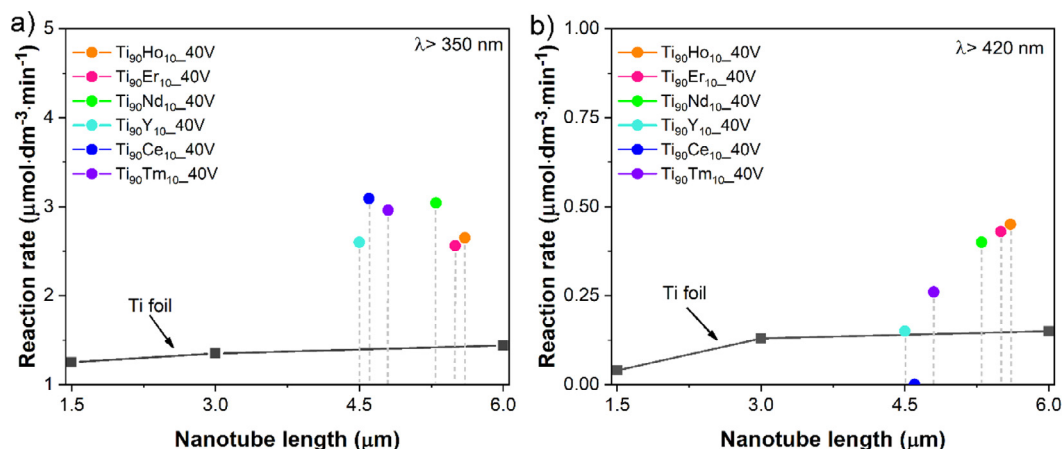 a)
λ> 350 nm
Ti₉₀Ho₁₀_40V
Ti₉₀Er₁₀_40V
Ti₉₀Nd₁₀_40V
Ti₉₀Y₁₀_40V
Ti₉₀Ce₁₀_40V
Ti₉₀Tm₁₀_40V
Ti foil
Reaction rate (μmol·dm⁻³·min⁻¹)
5
4
3
2
1
1.5 3.0 4.5 6.0
Nanotube length (μm)
b)
λ> 420 nm
Ti₉₀Ho₁₀_40V
Ti₉₀Er₁₀_40V
Ti₉₀Nd₁₀_40V
Ti₉₀Y₁₀_40V
Ti₉₀Ce₁₀_40V
Ti₉₀Tm₁₀_40V
Ti foil
Reaction rate (μmol·dm⁻³·min⁻¹)
1.00
0.75
0.50
0.25
0.00
1.5 3.0 4.5 6.0
Nanotube length (μm)